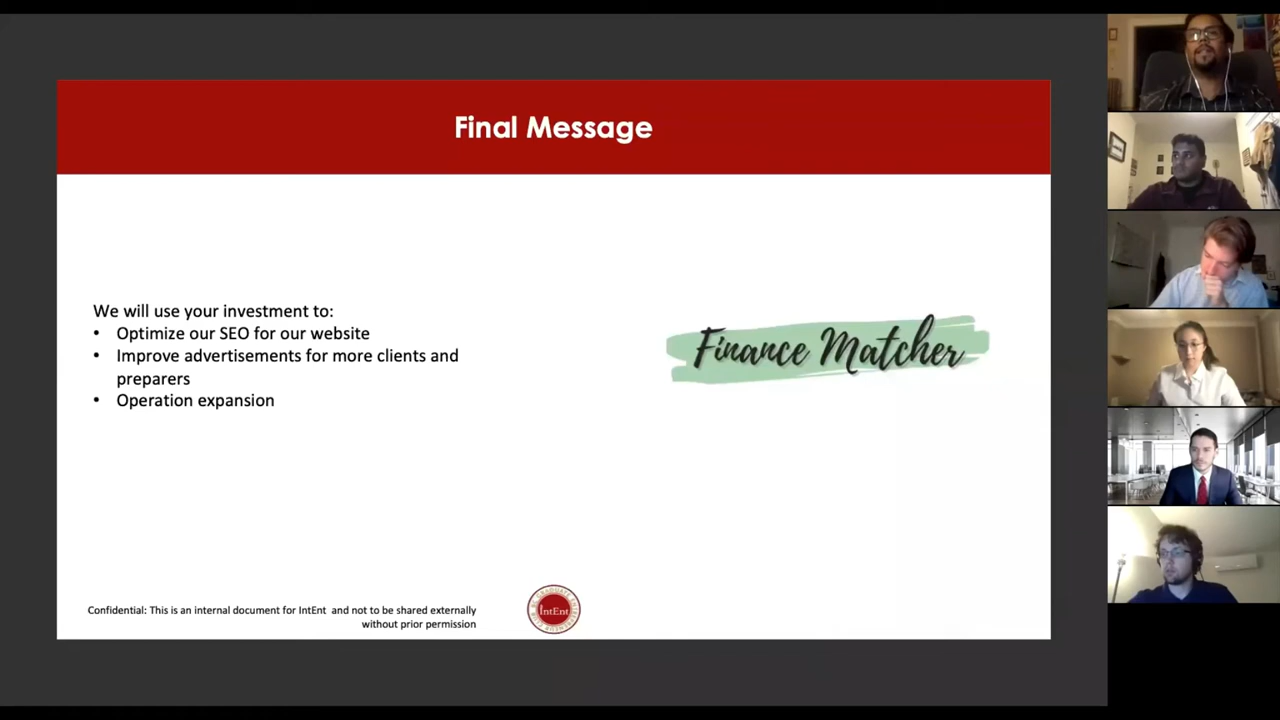 Final Message
We will use your investment to:
• Optimize our SEO for our website
• Improve advertisements for more clients and
preparers
• Operation expansion
Finance Matcher
Confidential: This is an internal document for IntEnt and not to be shared externally
without prior permission
IntEnt